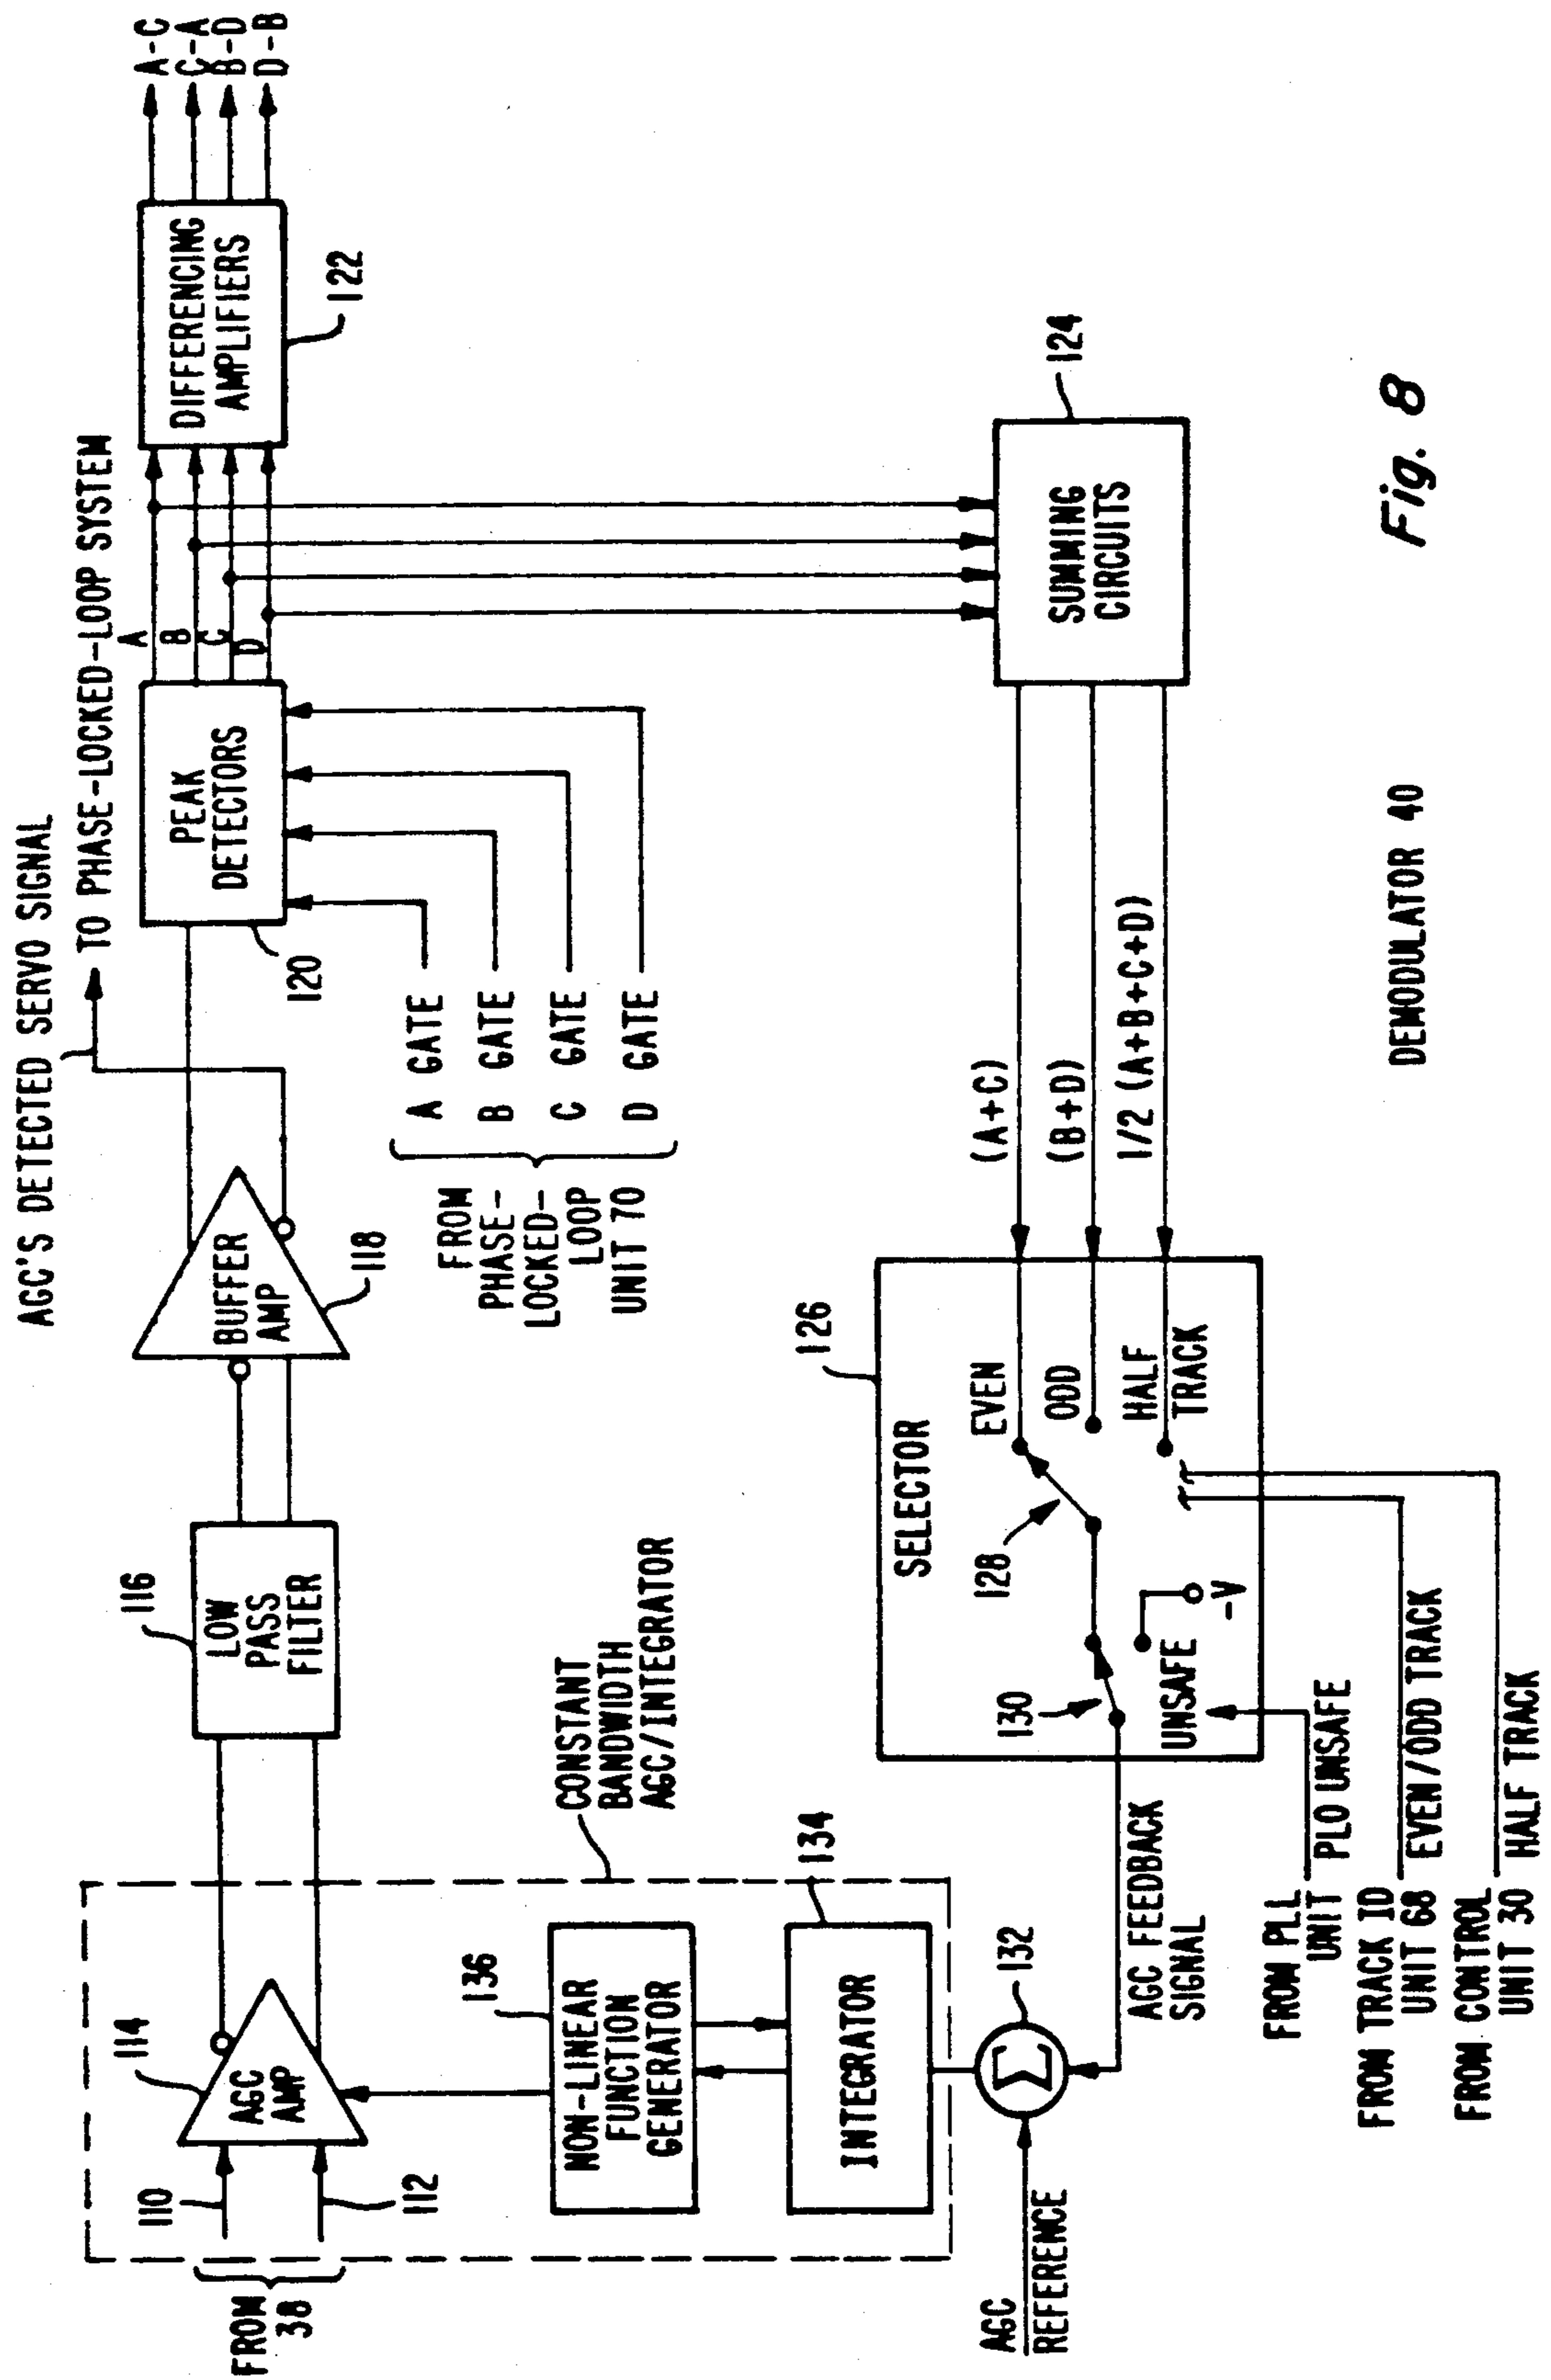 AGC'S DETECTED SERVO SIGNAL
TO PHASE-LOCKED-LOOP SYSTEM
FROM
38
110
112
114
AGC
AMP
116
LOW
PASS
FILTER
BUFFER
AMP
118
120
PEAK
DETECTORS
A
B
C
D
DIFFERENCING
AMPLIFIERS
122
A-C
C-A
B-D
D-B
FROM
PHASE-
LOCKED-
LOOP
UNIT 70
A GATE
B GATE
C GATE
D GATE
136
NON-LINEAR
FUNCTION
GENERATOR
134
INTEGRATOR
CONSTANT
BANDWIDTH
AGC/INTEGRATOR
AGC
REFERENCE
Σ
132
AGC FEEDBACK
SIGNAL
126
SELECTOR
EVEN
ODD
HALF
TRACK
128
130
UNSAFE
-V
(A+C)
(B+D)
1/2 (A+B+C+D)
124
SUMMING
CIRCUITS
FROM PLL
UNIT
PLO UNSAFE
FROM TRACK ID
UNIT 68
EVEN/ODD TRACK
FROM CONTROL
UNIT 30
HALF TRACK
DEMODULATOR 40
Fig. 8